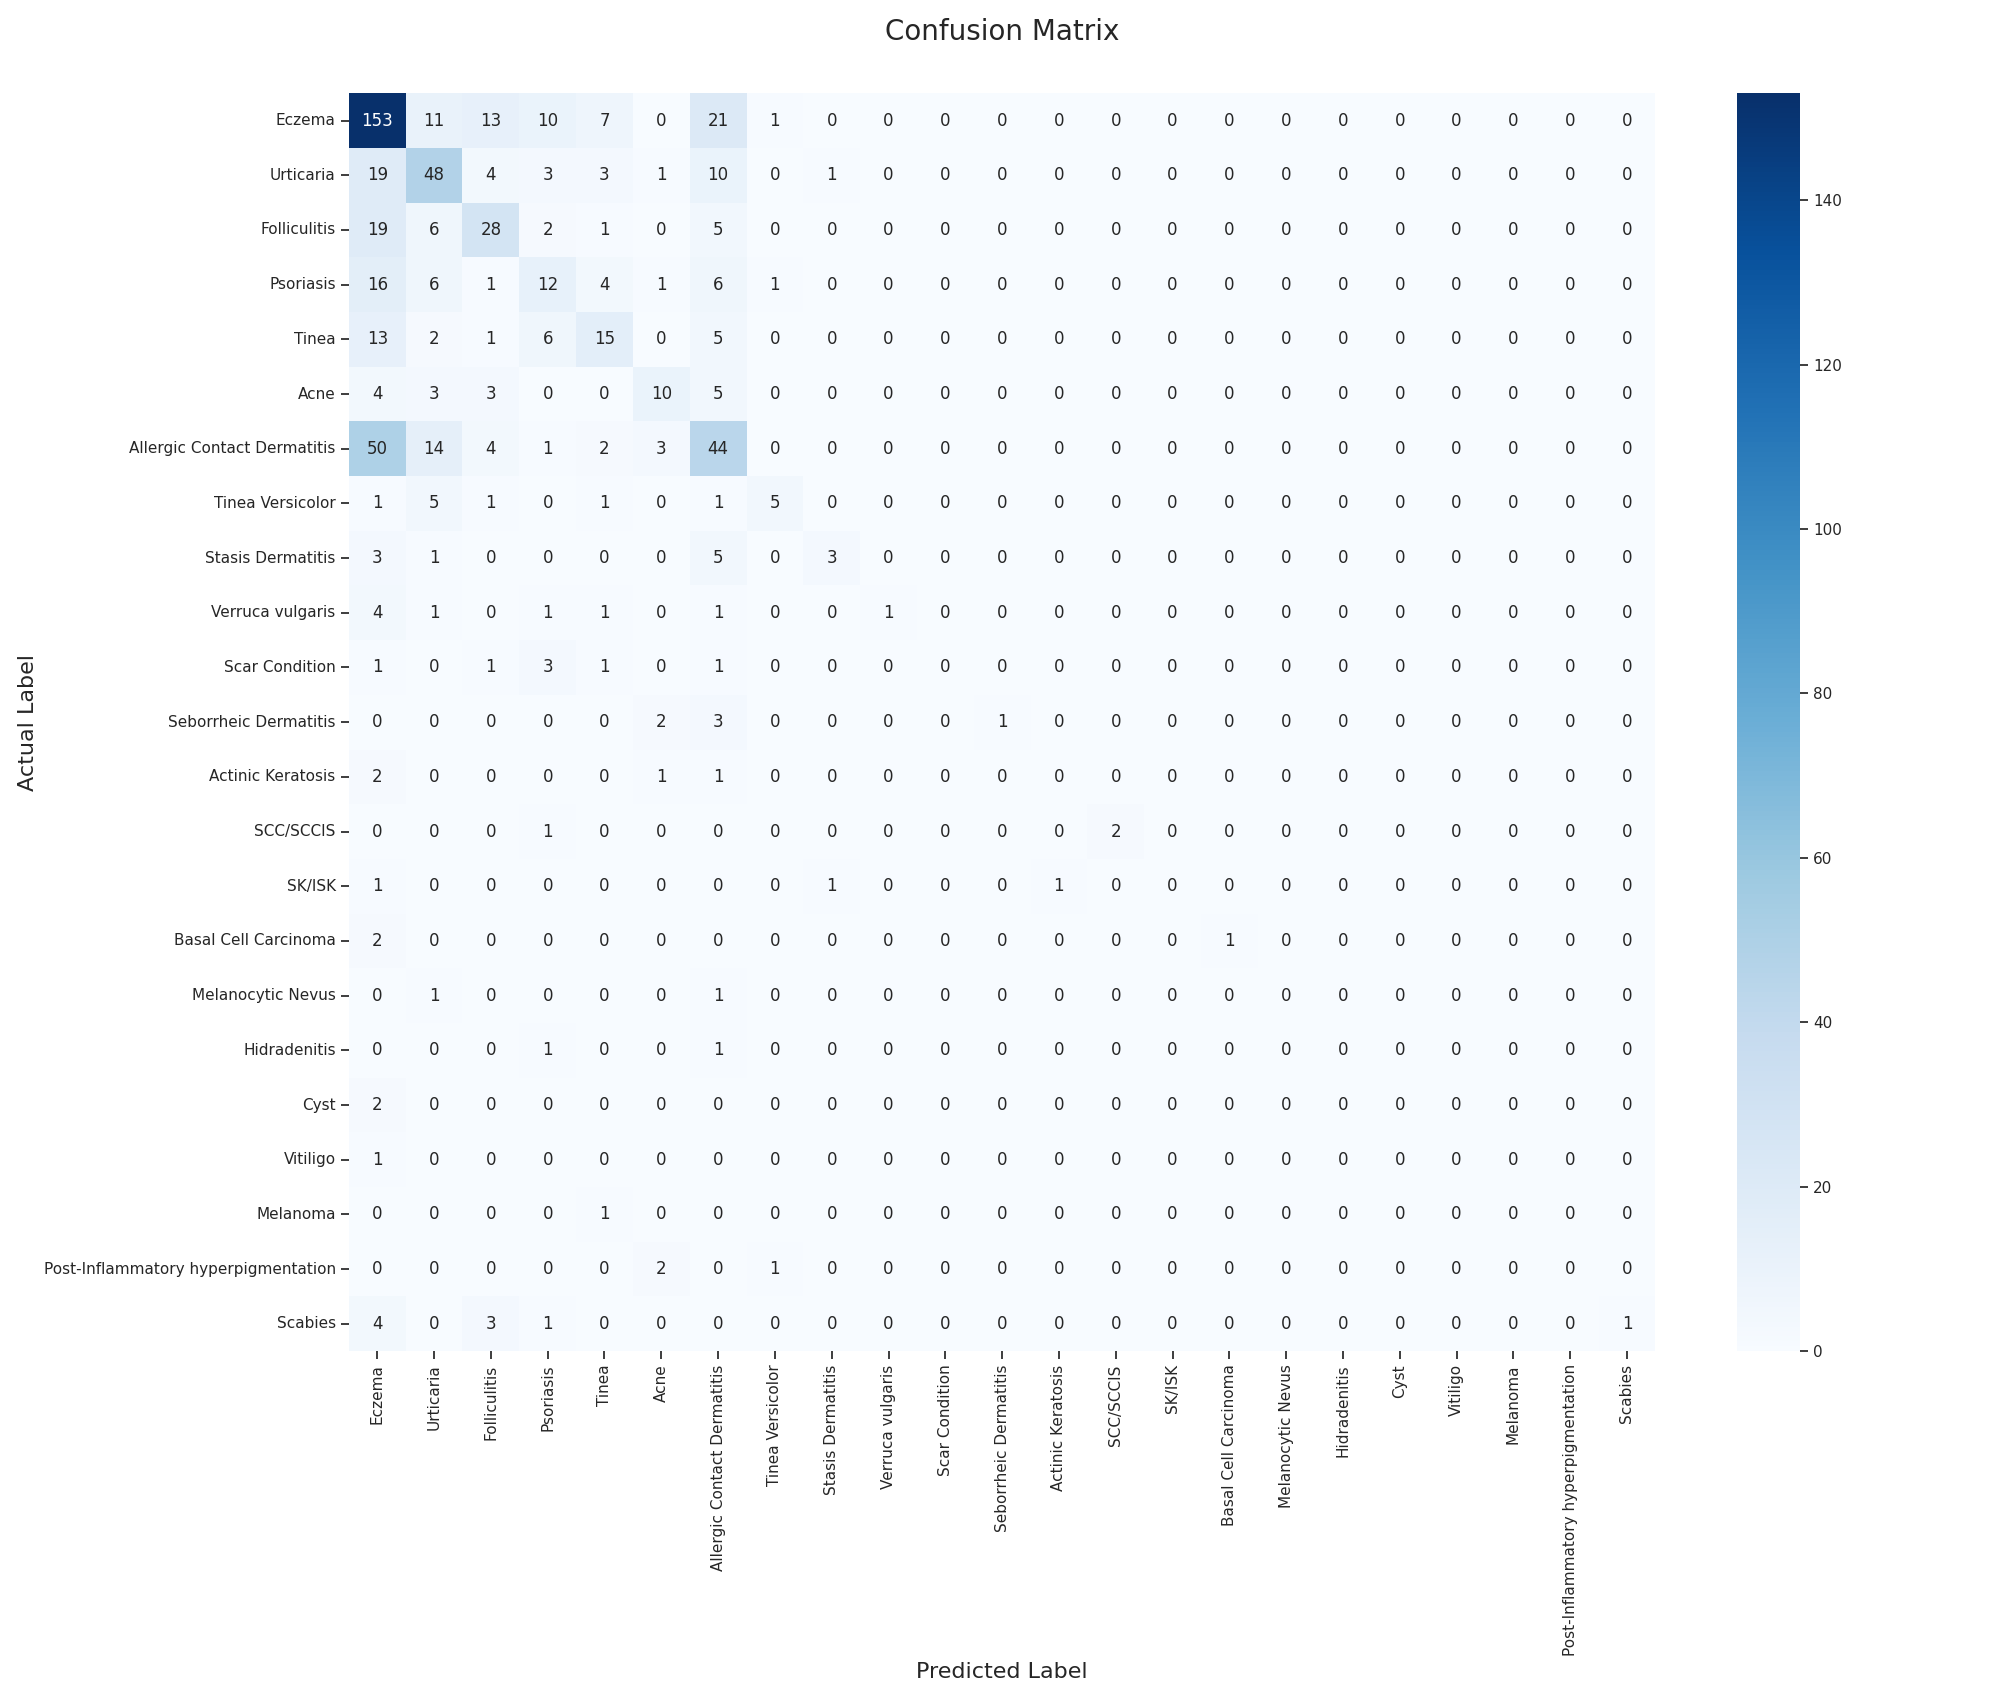 Confusion Matrix
Actual Label
Eczema 153 11 13 10 7 0 21 1 0 0 0 0 0 0 0 0 0 0 0 0 0 0 0
Urticaria 19 48 4 3 3 1 10 0 1 0 0 0 0 0 0 0 0 0 0 0 0 0 0
Folliculitis 19 6 28 2 1 0 5 0 0 0 0 0 0 0 0 0 0 0 0 0 0 0 0
Psoriasis 16 6 1 12 4 1 6 1 0 0 0 0 0 0 0 0 0 0 0 0 0 0 0
Tinea 13 2 1 6 15 0 5 0 0 0 0 0 0 0 0 0 0 0 0 0 0 0 0
Acne 4 3 3 0 0 10 5 0 0 0 0 0 0 0 0 0 0 0 0 0 0 0 0
Allergic Contact Dermatitis 50 14 4 1 2 3 44 0 0 0 0 0 0 0 0 0 0 0 0 0 0 0 0
Tinea Versicolor 1 5 1 0 1 0 1 5 0 0 0 0 0 0 0 0 0 0 0 0 0 0 0
Stasis Dermatitis 3 1 0 0 0 0 5 0 3 0 0 0 0 0 0 0 0 0 0 0 0 0 0
Verruca vulgaris 4 1 0 1 1 0 1 0 0 1 0 0 0 0 0 0 0 0 0 0 0 0 0
Scar Condition 1 0 1 3 1 0 1 0 0 0 0 0 0 0 0 0 0 0 0 0 0 0 0
Seborrheic Dermatitis 0 0 0 0 0 2 3 0 0 0 0 1 0 0 0 0 0 0 0 0 0 0 0
Actinic Keratosis 2 0 0 0 0 1 1 0 0 0 0 0 0 0 0 0 0 0 0 0 0 0 0
SCC/SCCIS 0 0 0 1 0 0 0 0 0 0 0 0 0 2 0 0 0 0 0 0 0 0 0
SK/ISK 1 0 0 0 0 0 0 0 1 0 0 0 1 0 0 0 0 0 0 0 0 0 0
Basal Cell Carcinoma 2 0 0 0 0 0 0 0 0 0 0 0 0 0 0 1 0 0 0 0 0 0 0
Melanocytic Nevus 0 1 0 0 0 0 1 0 0 0 0 0 0 0 0 0 0 0 0 0 0 0 0
Hidradenitis 0 0 0 1 0 0 1 0 0 0 0 0 0 0 0 0 0 0 0 0 0 0 0
Cyst 2 0 0 0 0 0 0 0 0 0 0 0 0 0 0 0 0 0 0 0 0 0 0
Vitiligo 1 0 0 0 0 0 0 0 0 0 0 0 0 0 0 0 0 0 0 0 0 0 0
Melanoma 0 0 0 0 1 0 0 0 0 0 0 0 0 0 0 0 0 0 0 0 0 0 0
Post-Inflammatory hyperpigmentation 0 0 0 0 0 2 0 1 0 0 0 0 0 0 0 0 0 0 0 0 0 0 0
Scabies 4 0 3 1 0 0 0 0 0 0 0 0 0 0 0 0 0 0 0 0 0 0 1
Eczema
Urticaria
Folliculitis
Psoriasis
Tinea
Acne
Allergic Contact Dermatitis
Tinea Versicolor
Stasis Dermatitis
Verruca vulgaris
Scar Condition
Seborrheic Dermatitis
Actinic Keratosis
SCC/SCCIS
SK/ISK
Basal Cell Carcinoma
Melanocytic Nevus
Hidradenitis
Cyst
Vitiligo
Melanoma
Post-Inflammatory hyperpigmentation
Scabies
Predicted Label
140
120
100
80
60
40
20
0